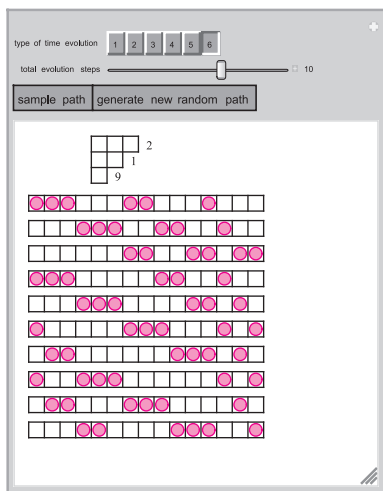 type of time evolution 1 2 3 4 5 6
total evolution steps 10
sample path generate new random path
2
1
9